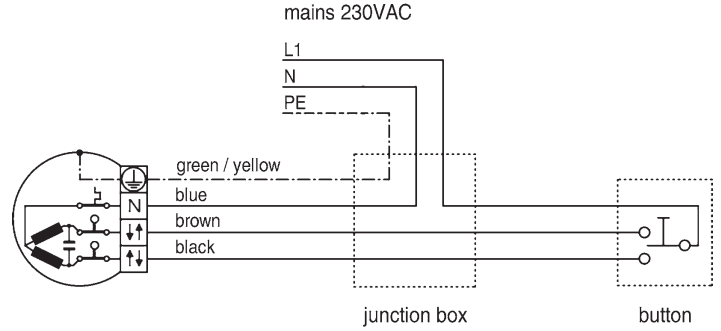 mains 230VAC
L1
N
PE
green / yellow
blue
N
brown
↓↑
black
↑↓
junction box
button